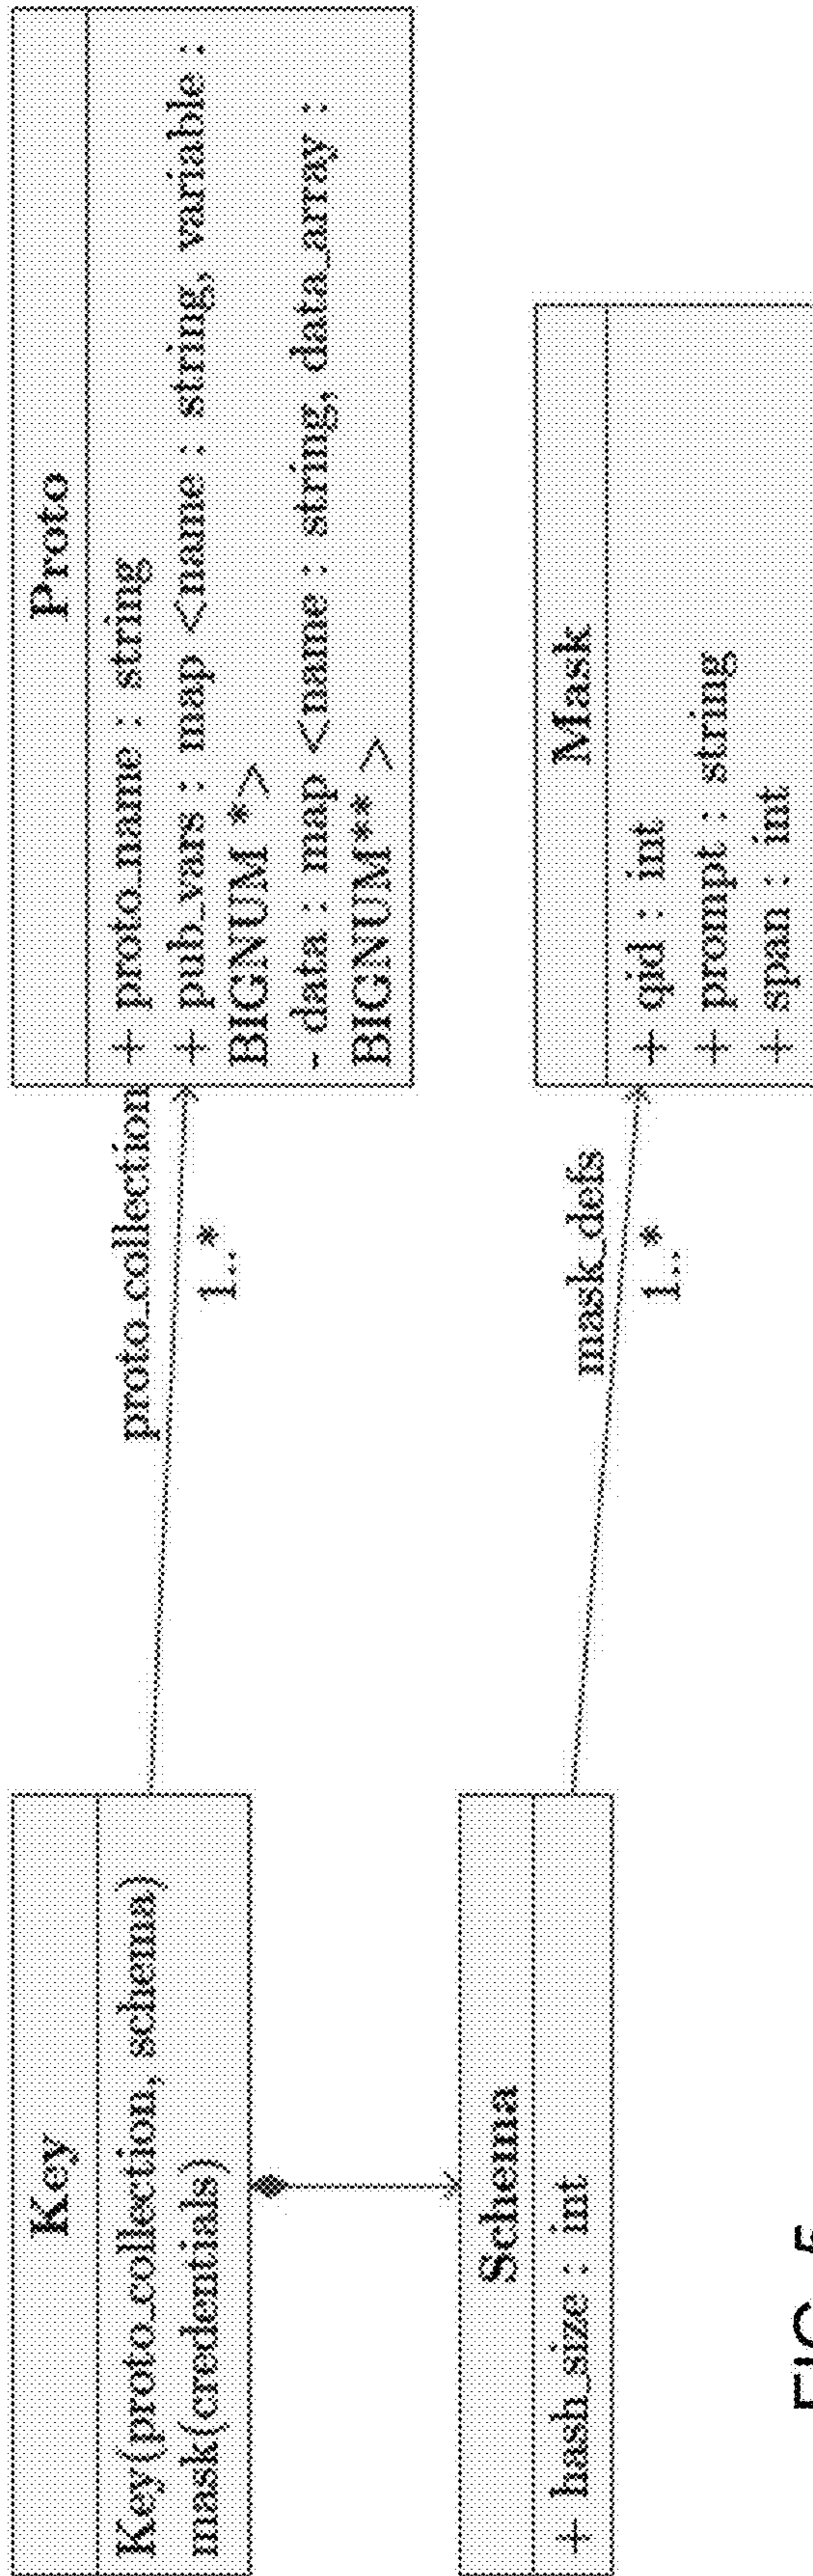 Key
Key(proto_collection, schema)
mask(credentials)
proto_collection
1..*
Proto
+ proto_name : string
+ pub_vars : map <name : string, variable :
BIGNUM *>
- data : map <name : string, data_array :
BIGNUM** >
Schema
+ hash_size : int
mask_defs
1..*
Mask
+ qid : int
+ prompt : string
+ span : int